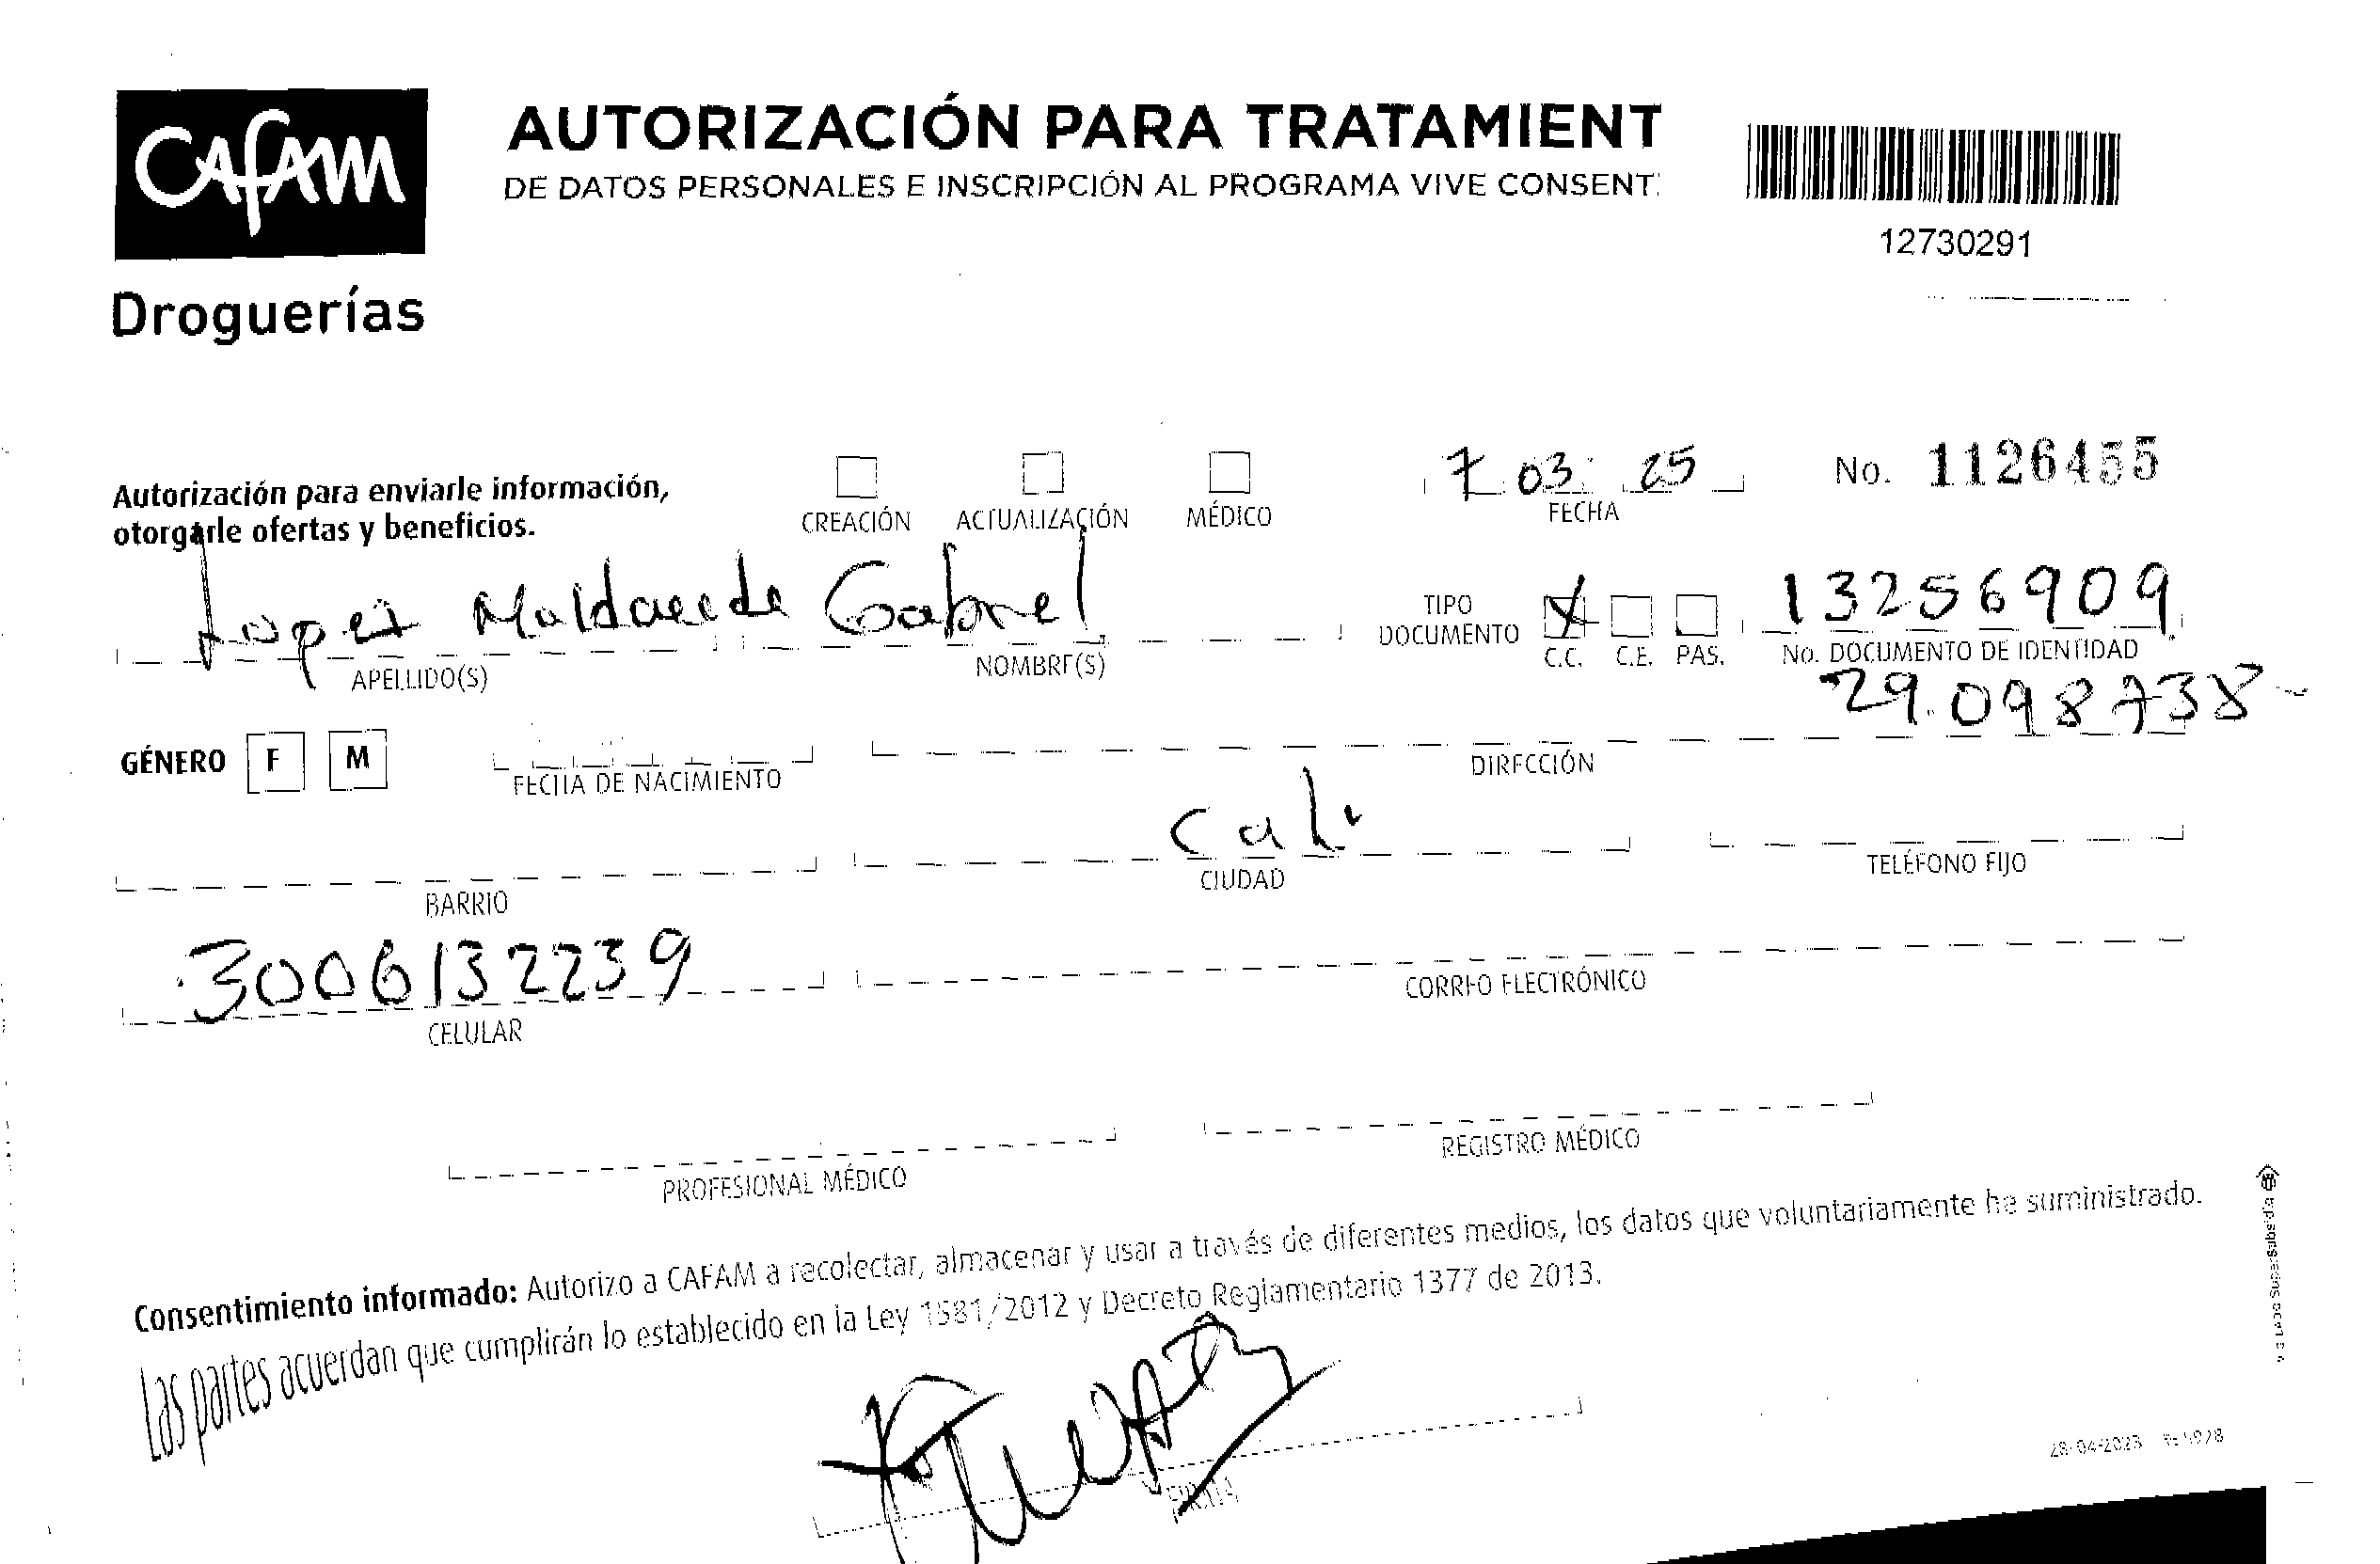 CAFAM
Droguerías
AUTORIZACIÓN PARA TRATAMIENT
DE DATOS PERSONALES E INSCRIPCIÓN AL PROGRAMA VIVE CONSENT
12730291
Autorización para enviarle información,
otorgarle ofertas y beneficios.
CREACIÓN ACTUALIZACIÓN MÉDICO
7 03 25
FECHA
No. 1126455
Lopez Gabriel
APELLIDO(S) NOMBRE(S)
TIPO
DOCUMENTO
C.C. C.E. PAS.
13256909
No. DOCUMENTO DE IDENTIDAD
29.098738
GÉNERO F M
FECHA DE NACIMIENTO
DIRECCIÓN
Cali
BARRIO CIUDAD TELÉFONO FIJO
3006132239
CELULAR CORREO ELECTRÓNICO
PROFESIONAL MÉDICO REGISTRO MÉDICO
Consentimiento informado: Autorizo a CAFAM a recolectar, almacenar y usar a través de diferentes medios, los datos que voluntariamente he suministrado.
Las partes acuerdan que cumplirán lo establecido en la Ley 1581/2012 y Decreto Reglamentario 1377 de 2013.
FIRMA
28-04-2023